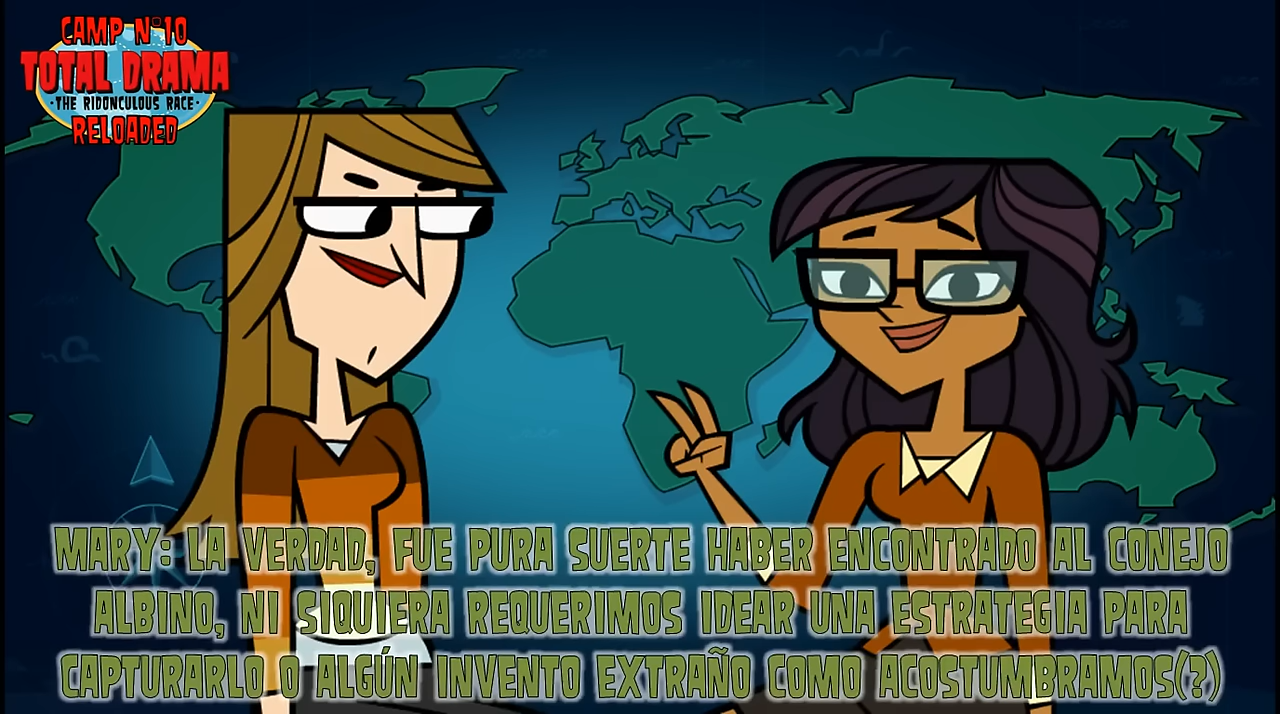 CAMP N°10
TOTAL DRAMA
·THE RIDONCULOUS RACE·
RELOADED
MARY: LA VERDAD, FUE PURA SUERTE HABER ENCONTRADO AL CONEJO
ALBINO, NI SIQUIERA REQUERIMOS IDEAR UNA ESTRATEGIA PARA
CAPTURARLO O ALGÚN INVENTO EXTRAÑO COMO ACOSTUMBRAMOS(?)